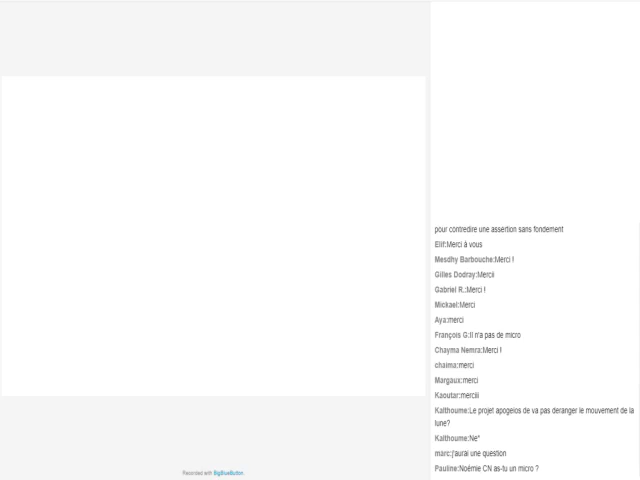 pour contredire une assertion sans fondement
Elif:Merci à vous
Mesdhy Barbouche:Merci !
Gilles Dodray:Mercii
Gabriel R.:Merci !
Mickael:Merci
Aya:merci
François G:Il n'a pas de micro
Chayma Nemra:Merci !
chaima:merci
Margaux:merci
Kaoutar:merciii
Kalthoume:Le projet apogeios de va pas deranger le mouvement de la
lune?
Kalthoume:Ne*
marc:j'aurai une question
Pauline:Noémie CN as-tu un micro ?
Recorded with BigBlueButton.